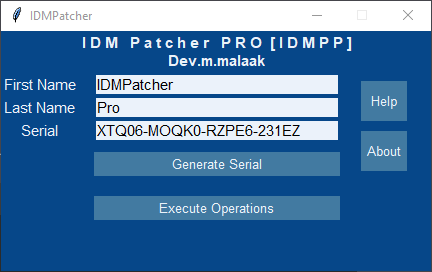 IDMPatcher
IDM Patcher PRO [IDMPP]
Dev.m.malaak
First Name IDMPatcher
Last Name Pro
Serial XTQ06-MOQK0-RZPE6-231EZ
Help
About
Generate Serial
Execute Operations